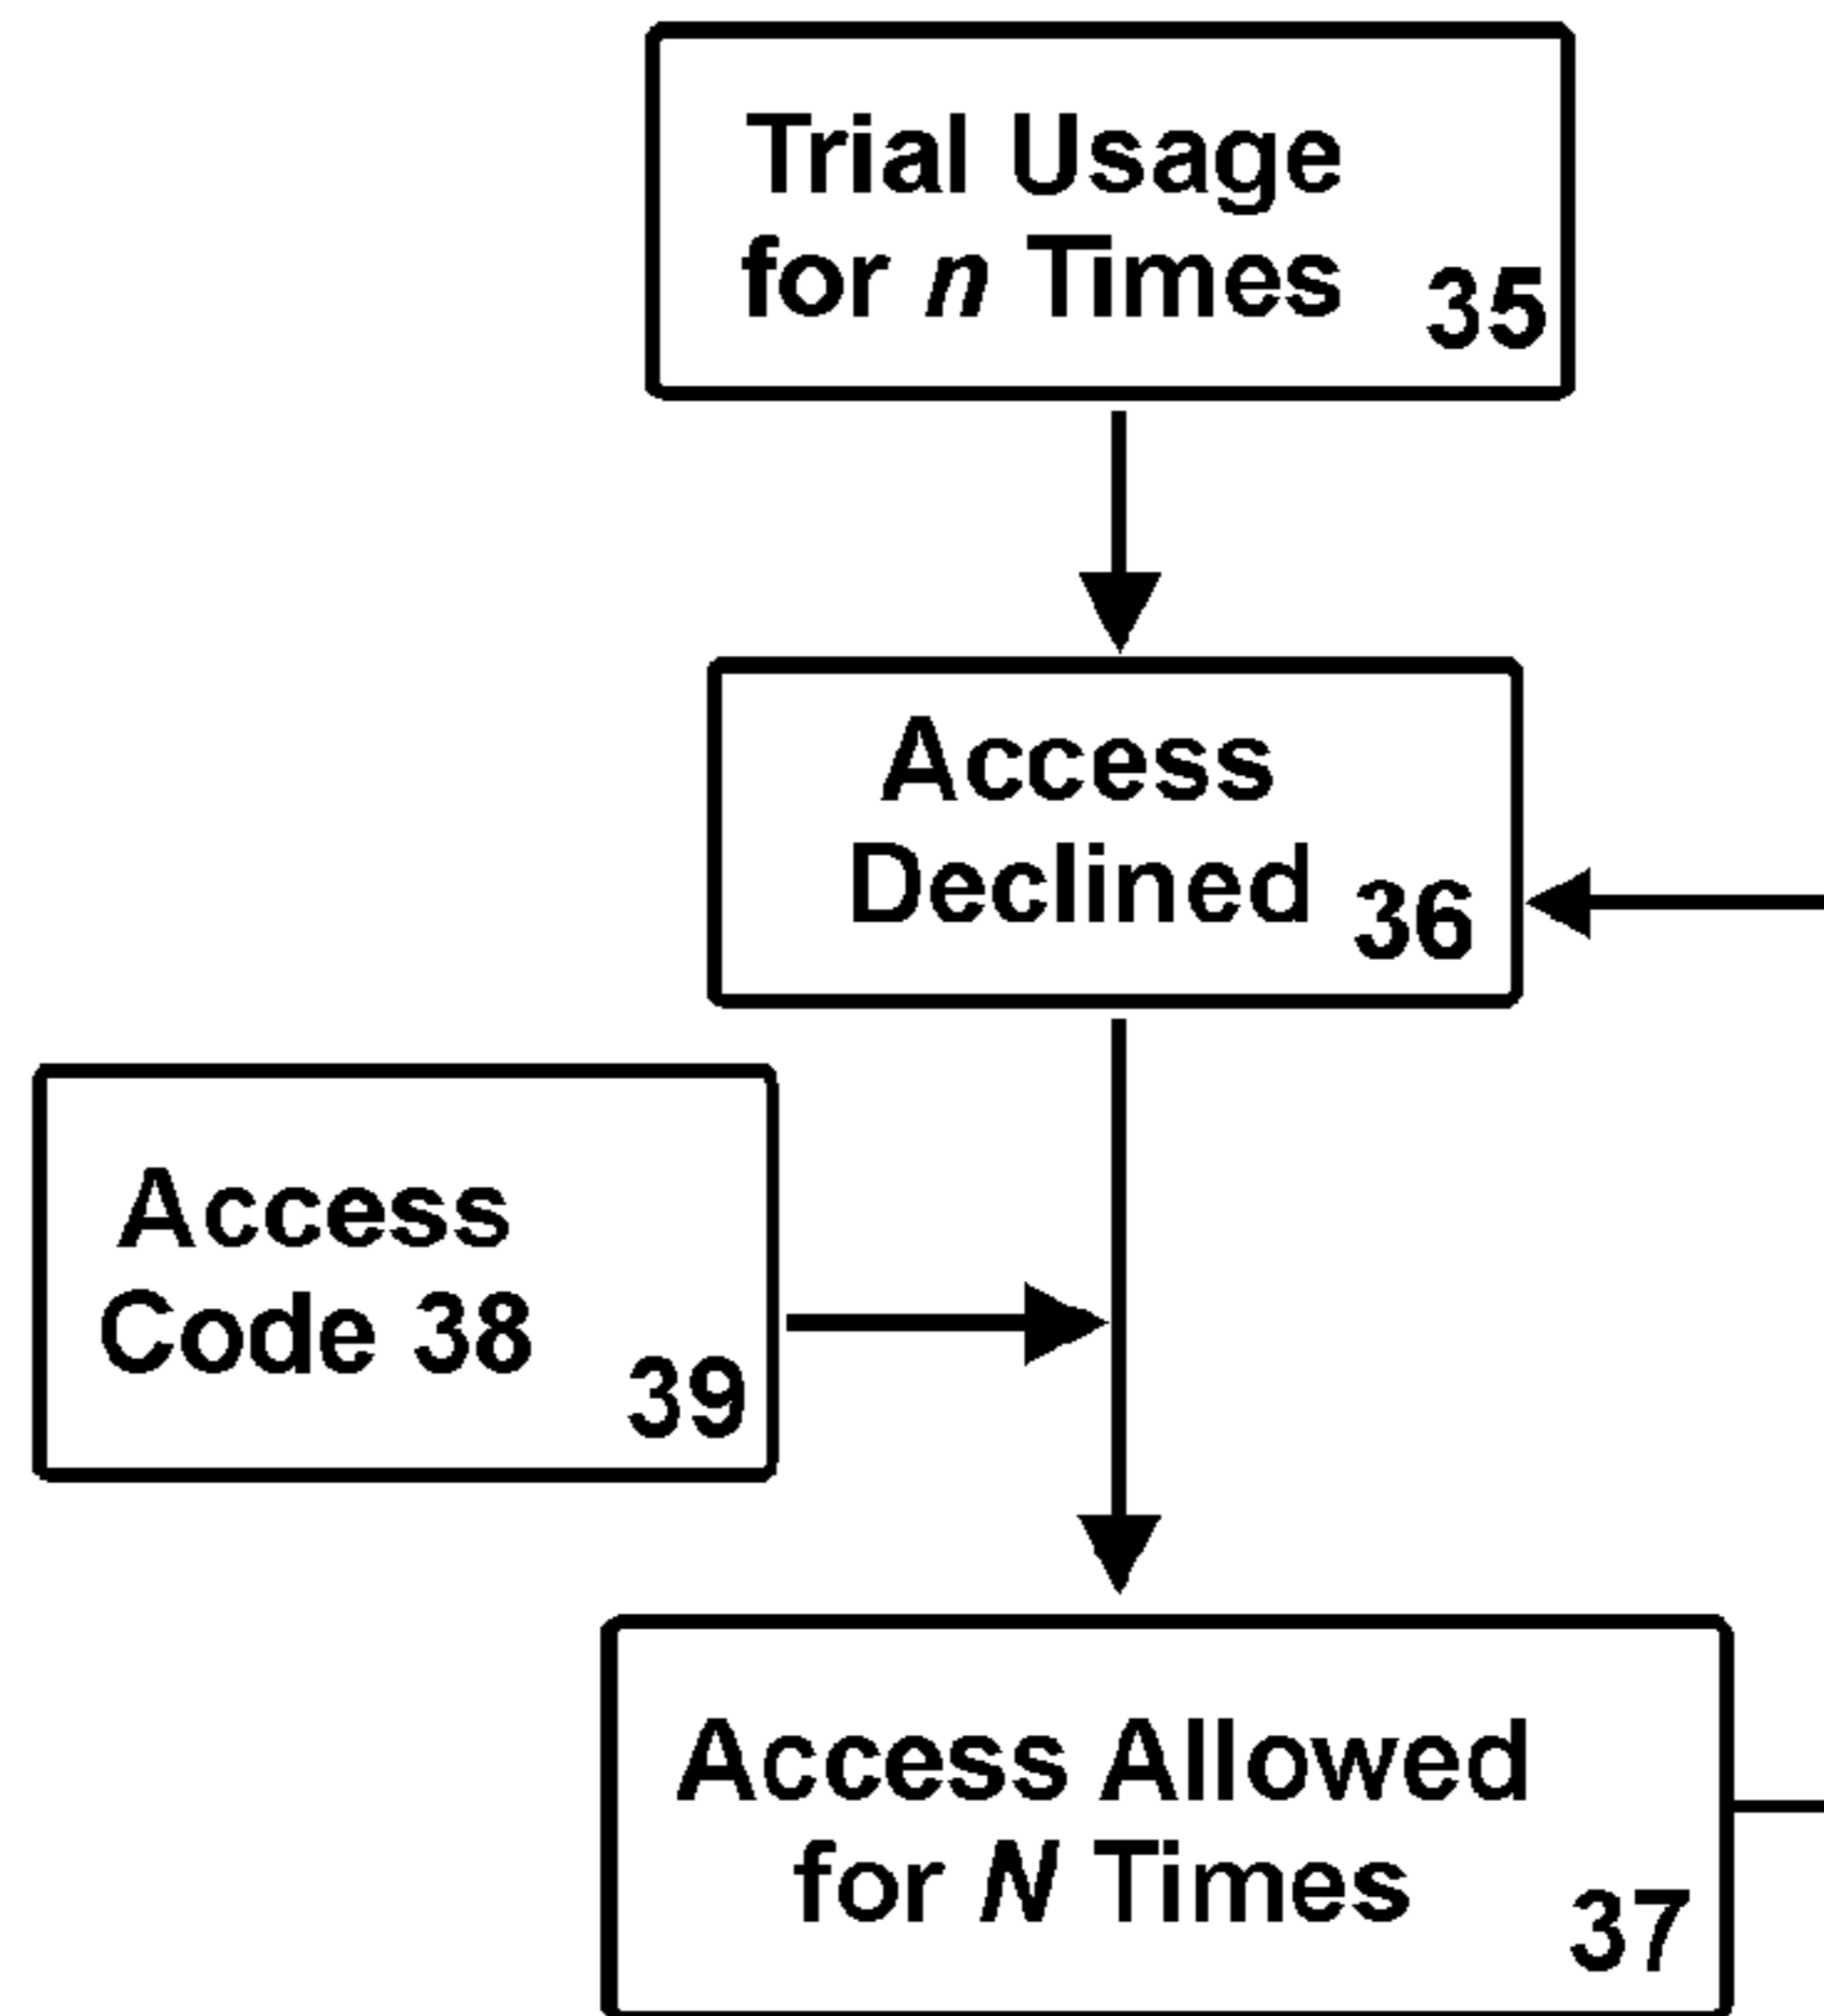 Trial Usage
for n Times 35
Access
Declined 36
Access
Code 38
39
Access Allowed
for N Times
37